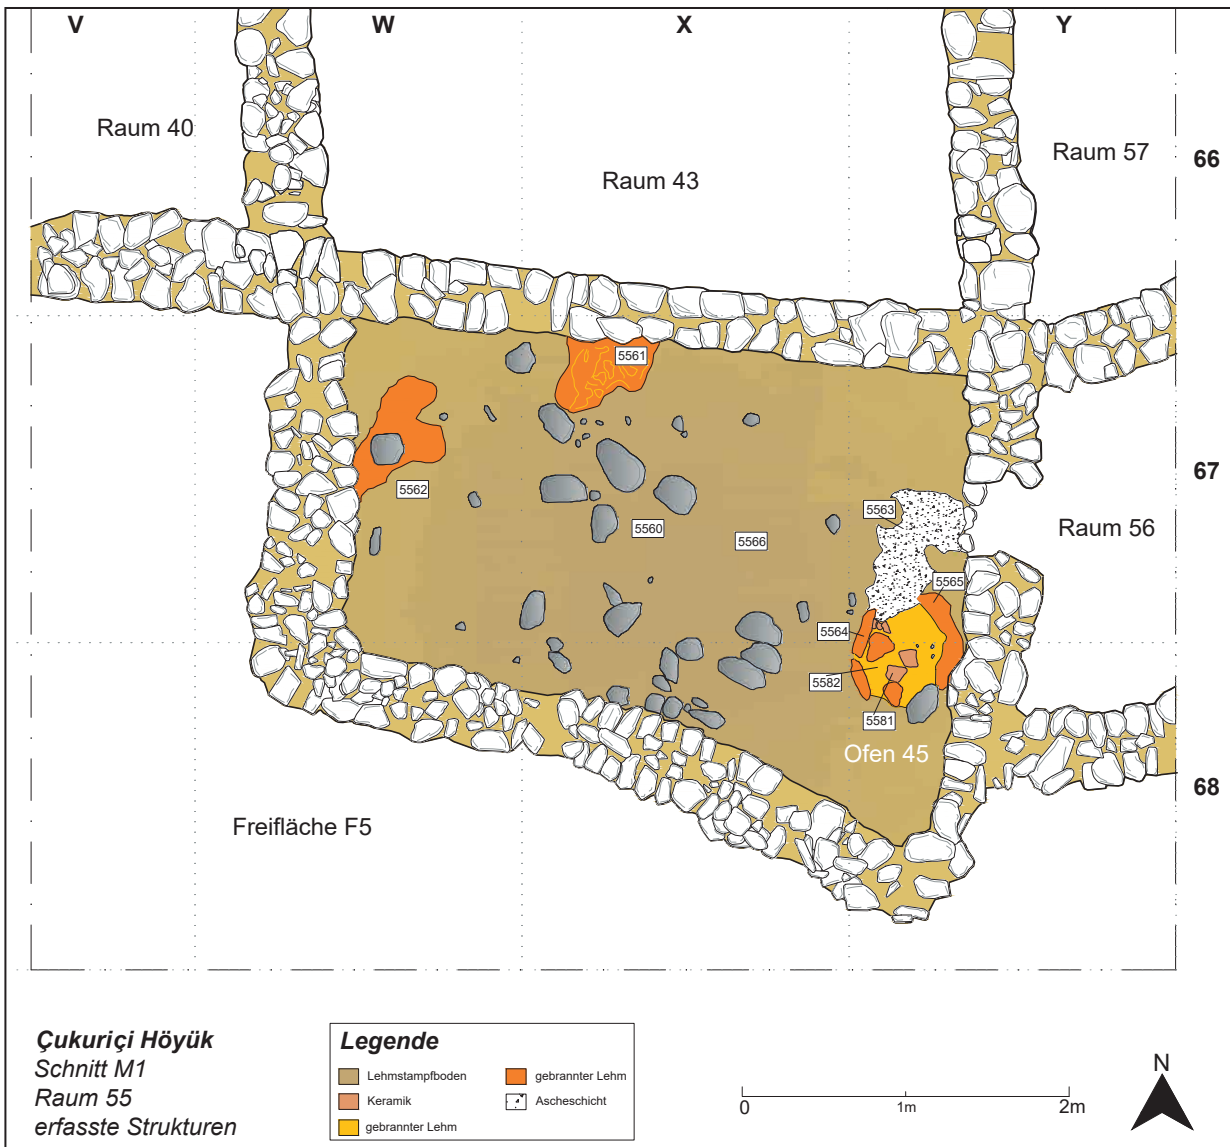 V W X Y
Raum 40
Raum 57
66
Raum 43
5561
67
5562
5563
Raum 56
5560
5566
5565
5564
5582
5581
Ofen 45
68
Freifläche F5
Çukuriçi Höyük
Schnitt M1
Raum 55
erfasste Strukturen
Legende
Lehmstampfboden
gebrannter Lehm
Keramik
Ascheschicht
gebrannter Lehm
0 1m 2m
N